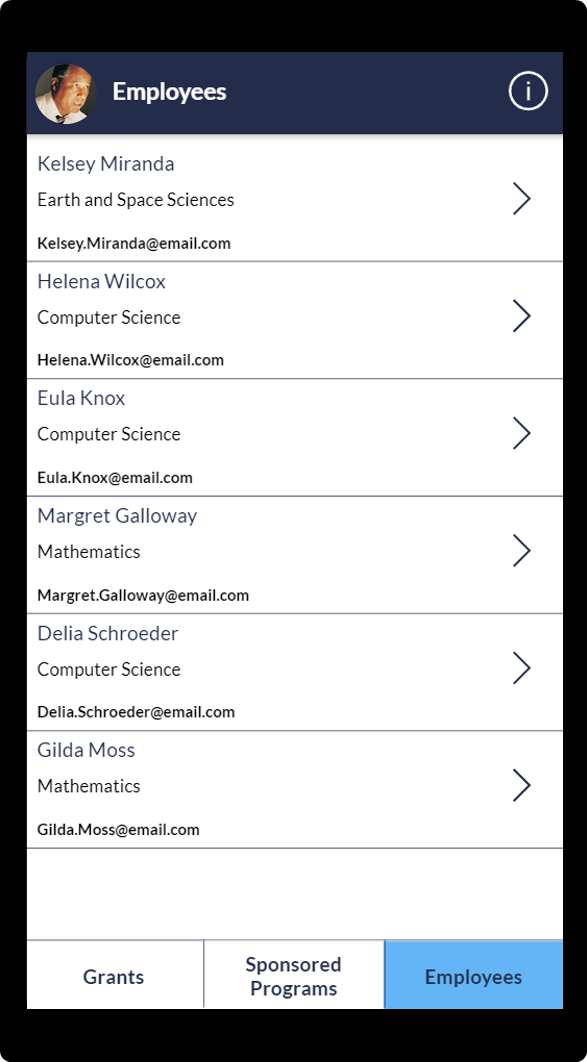 Employees
i
Kelsey Miranda
Earth and Space Sciences
Kelsey.Miranda@email.com
Helena Wilcox
Computer Science
Helena.Wilcox@email.com
Eula Knox
Computer Science
Eula.Knox@email.com
Margret Galloway
Mathematics
Margret.Galloway@email.com
Delia Schroeder
Computer Science
Delia.Schroeder@email.com
Gilda Moss
Mathematics
Gilda.Moss@email.com
Grants
Sponsored
Programs
Employees